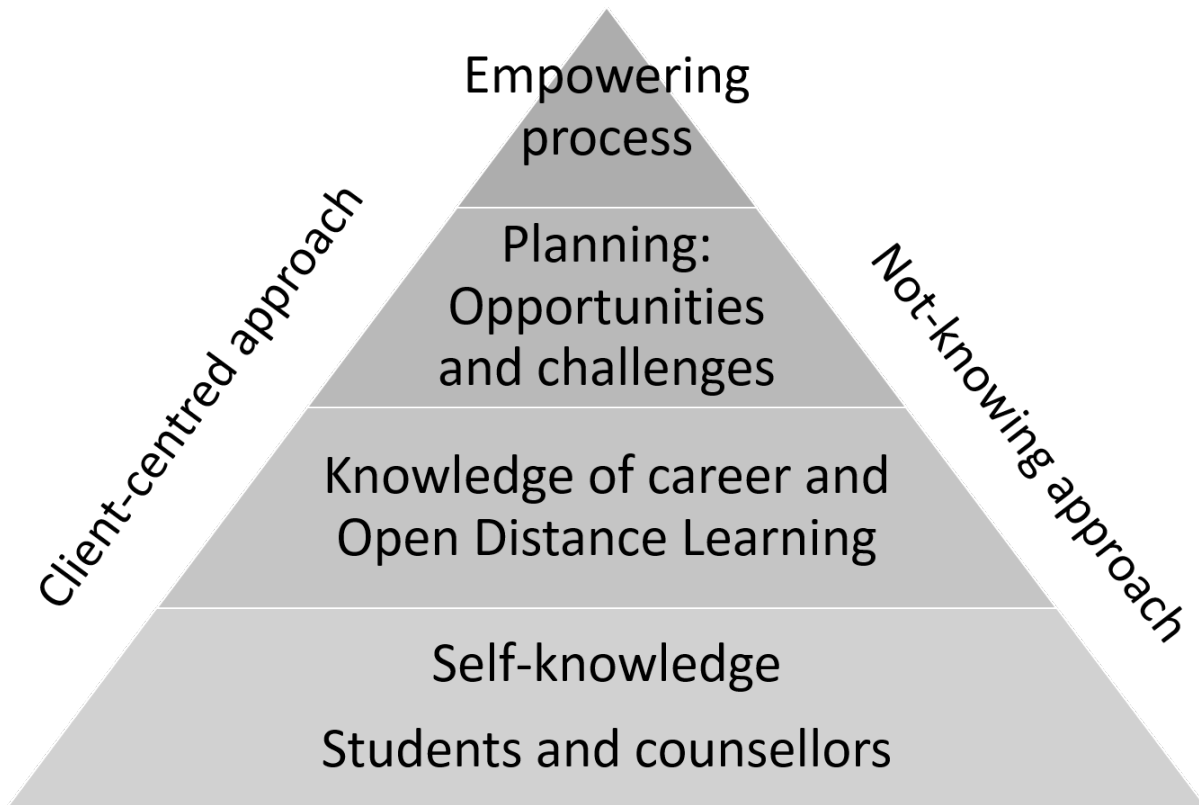 Empowering
process
Client-centred approach
Planning:
Opportunities
and challenges
Not-knowing approach
Knowledge of career and
Open Distance Learning
Self-knowledge
Students and counsellors